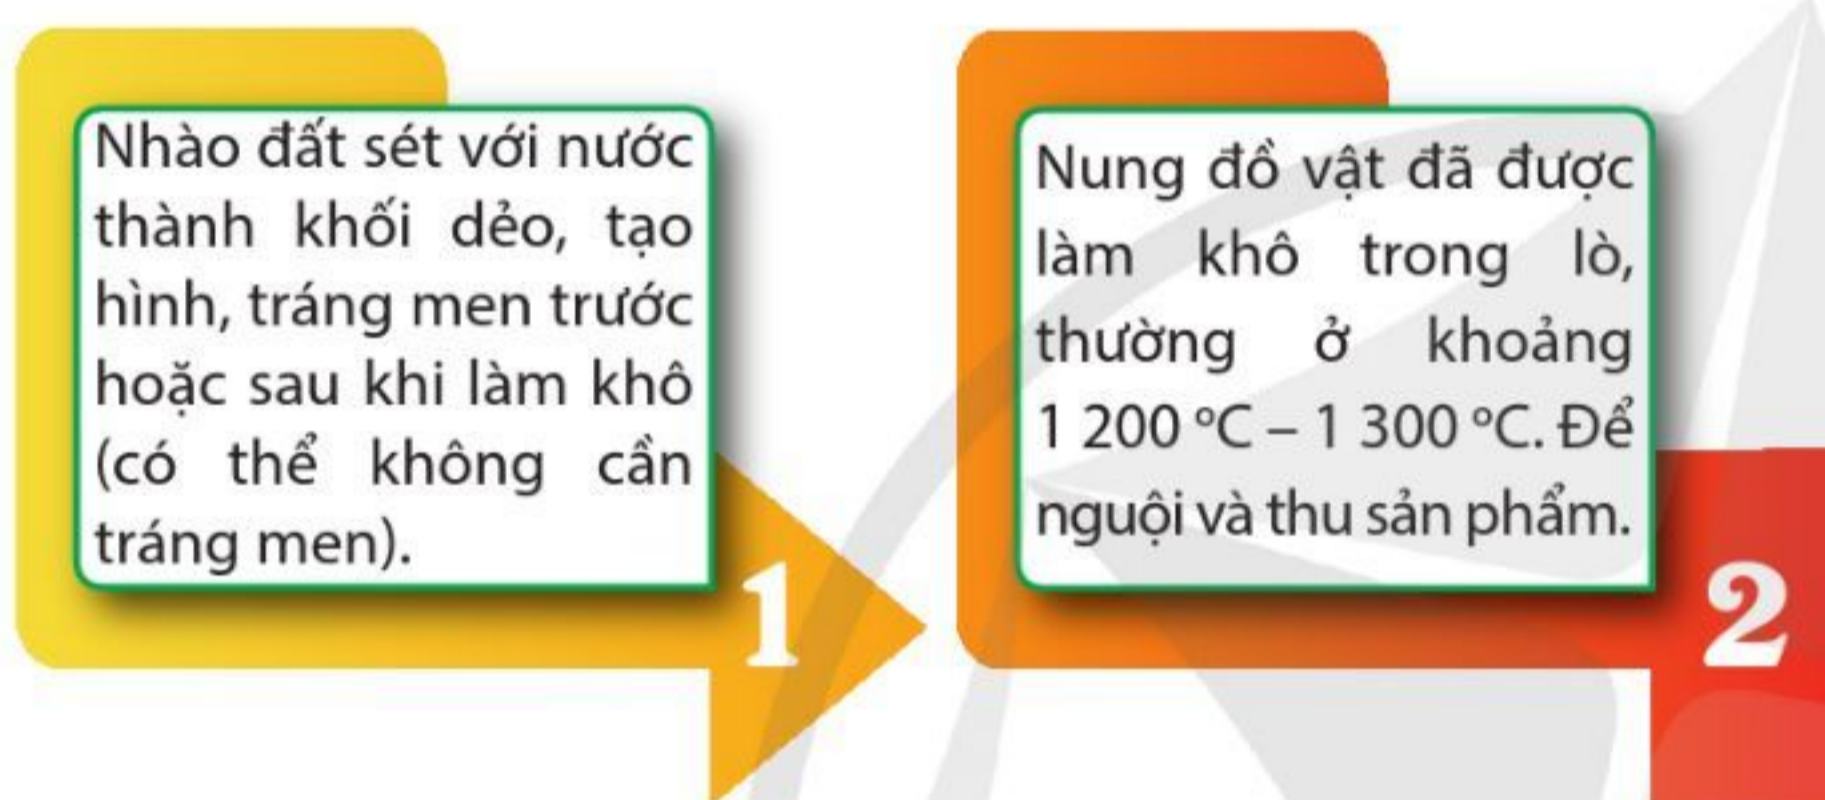 Nhào đất sét với nước
thành khối dẻo, tạo
hình, tráng men trước
hoặc sau khi làm khô
(có thể không cần
tráng men).
1
Nung đồ vật đã được
làm khô trong lò,
thường ở khoảng
1 200 ºC – 1 300 ºC. Để
nguội và thu sản phẩm.
2